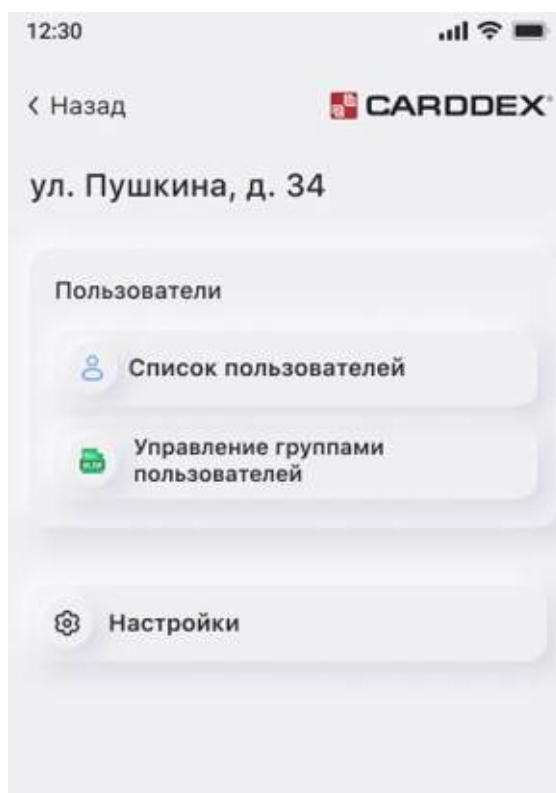 12:30
Назад
CARDDEX
ул. Пушкина, д. 34
Пользователи
Список пользователей
Управление группами
пользователей
Настройки